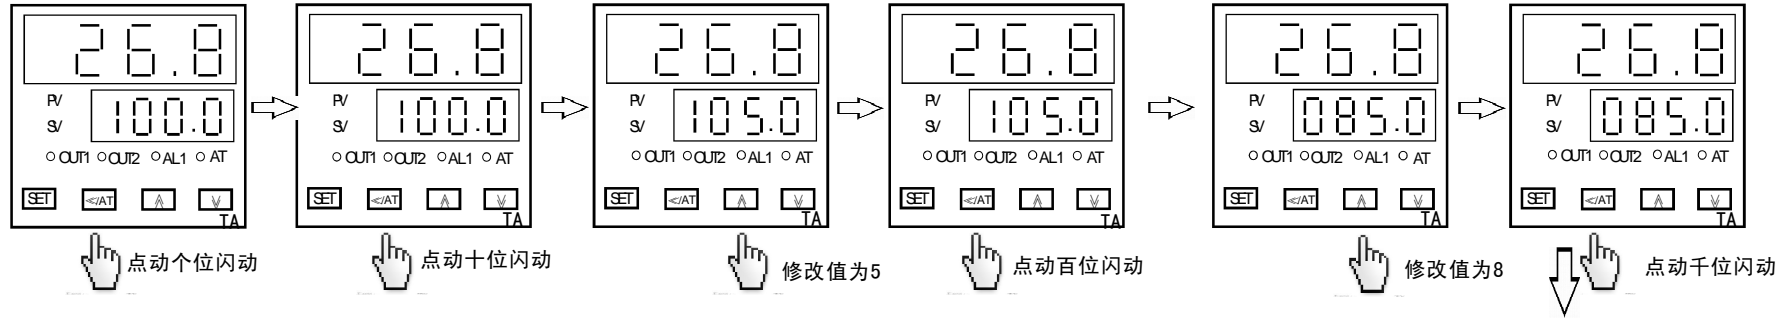 26.8
PV
SV
100.0
OUT1 OUT2 AL1 AT
SET </AT
TA
点动个位闪动
26.8
PV
SV
100.0
OUT1 OUT2 AL1 AT
SET </AT
TA
点动十位闪动
26.8
PV
SV
105.0
OUT1 OUT2 AL1 AT
SET </AT
TA
修改值为5
26.8
PV
SV
105.0
OUT1 OUT2 AL1 AT
SET </AT
TA
点动百位闪动
26.8
PV
SV
085.0
OUT1 OUT2 AL1 AT
SET </AT
TA
修改值为8
26.8
PV
SV
085.0
OUT1 OUT2 AL1 AT
SET </AT
TA
点动千位闪动